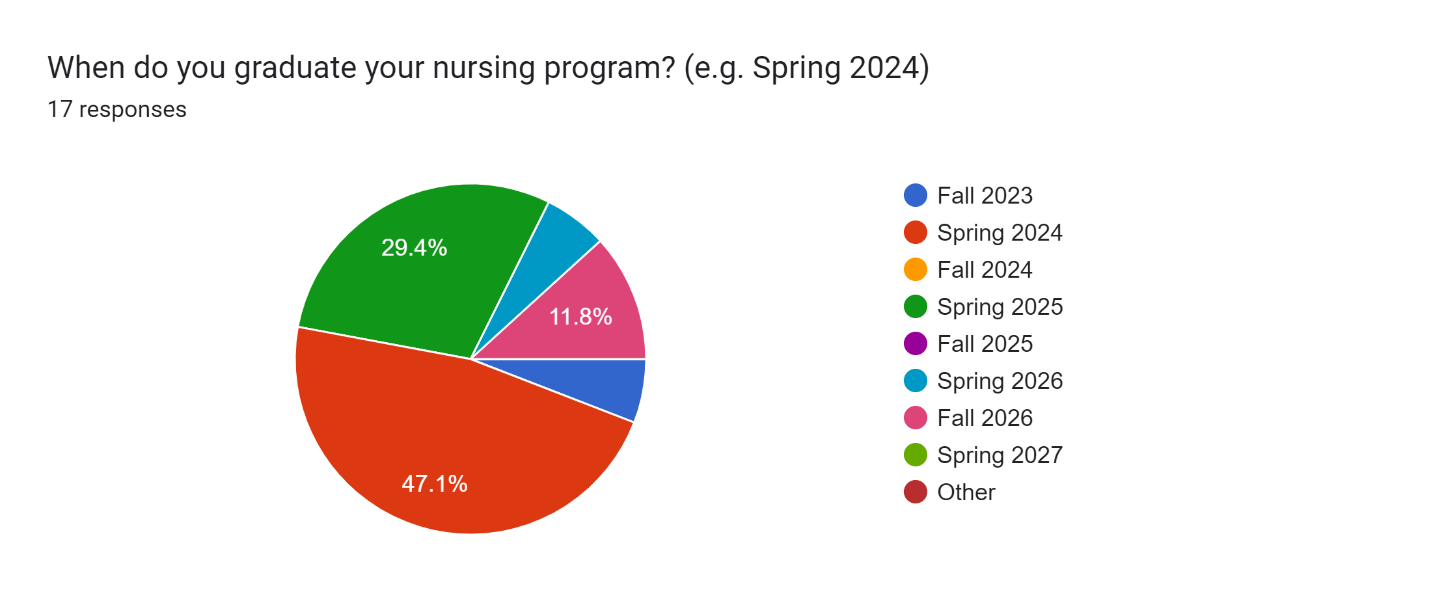 When do you graduate your nursing program? (e.g. Spring 2024)
17 responses
29.4%
11.8%
47.1%
Fall 2023
Spring 2024
Fall 2024
Spring 2025
Fall 2025
Spring 2026
Fall 2026
Spring 2027
Other